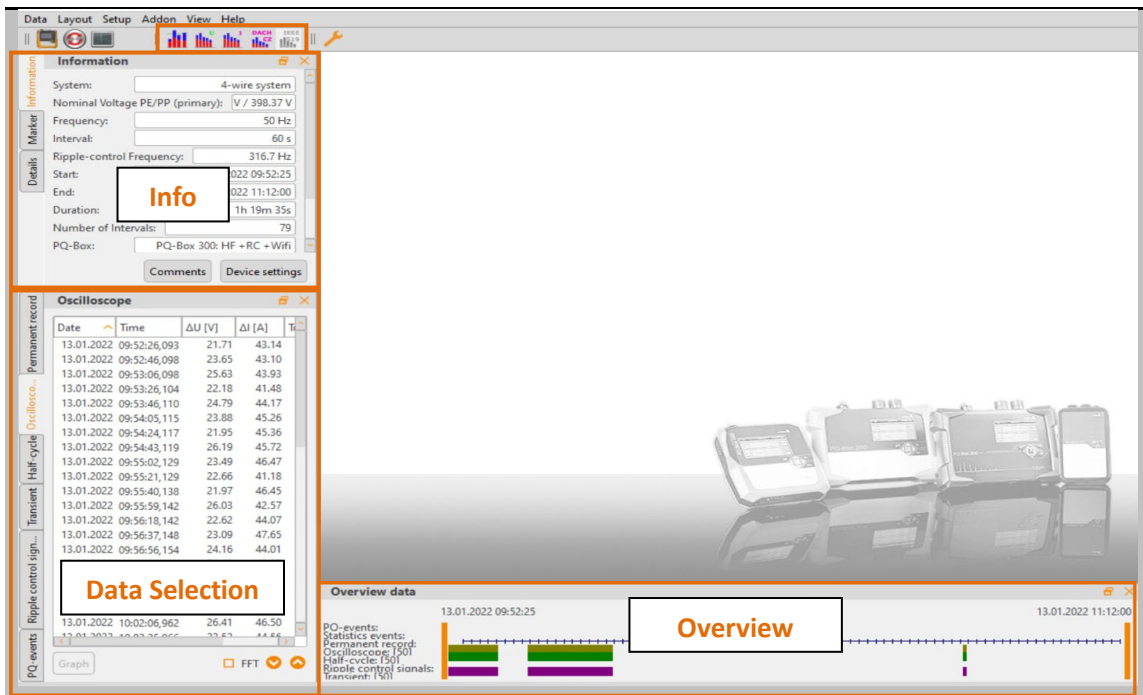 Data Layout Setup Addon View Help
U I DACH CZ IEEE 519
Information
System: 4-wire system
Nominal Voltage PE/PP (primary): V / 398.37 V
Frequency: 50 Hz
Interval: 60 s
Ripple-control Frequency: 316.7 Hz
Start: 022 09:52:25
End: 022 11:12:00
Duration: 1h 19m 35s
Number of Intervals: 79
PQ-Box: PQ-Box 300: HF +RC +Wifi
Comments Device settings
Information
Marker
Details
Info
Oscilloscope
Date Time ΔU [V] ΔI [A]
13.01.2022 09:52:26,093 21.71 43.14
13.01.2022 09:52:46,098 23.65 43.10
13.01.2022 09:53:06,098 25.63 43.93
13.01.2022 09:53:26,104 22.18 41.48
13.01.2022 09:53:46,110 24.79 44.17
13.01.2022 09:54:05,115 23.88 45.26
13.01.2022 09:54:24,117 21.95 45.36
13.01.2022 09:54:43,119 26.19 45.72
13.01.2022 09:55:02,129 23.49 46.47
13.01.2022 09:55:21,129 22.66 41.18
13.01.2022 09:55:40,138 21.97 46.45
13.01.2022 09:55:59,142 26.03 42.57
13.01.2022 09:56:18,142 22.62 44.07
13.01.2022 09:56:37,148 23.09 47.65
13.01.2022 09:56:56,154 24.16 44.01
Data Selection
13.01.2022 10:02:06,962 26.41 46.50
Graph FFT
Permanent record
Oscillosco...
Half-cycle
Transient
Ripple control sign...
PQ-events
Overview data
13.01.2022 09:52:25 13.01.2022 11:12:00
PQ-events:
Statistics events:
Permanent record:
Oscilloscope: [50]
Half-cycle: [50]
Ripple control signals:
Transient: [50]
Overview